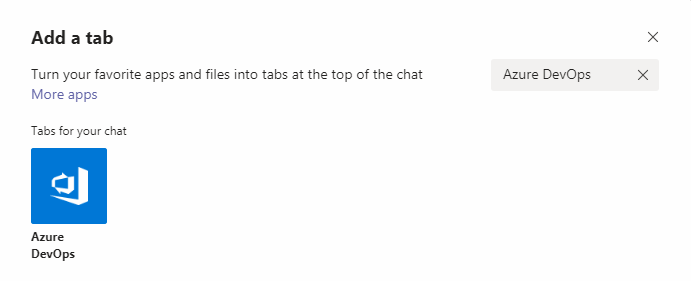 Add a tab
Turn your favorite apps and files into tabs at the top of the chat
More apps
Azure DevOps
Tabs for your chat
Azure
DevOps